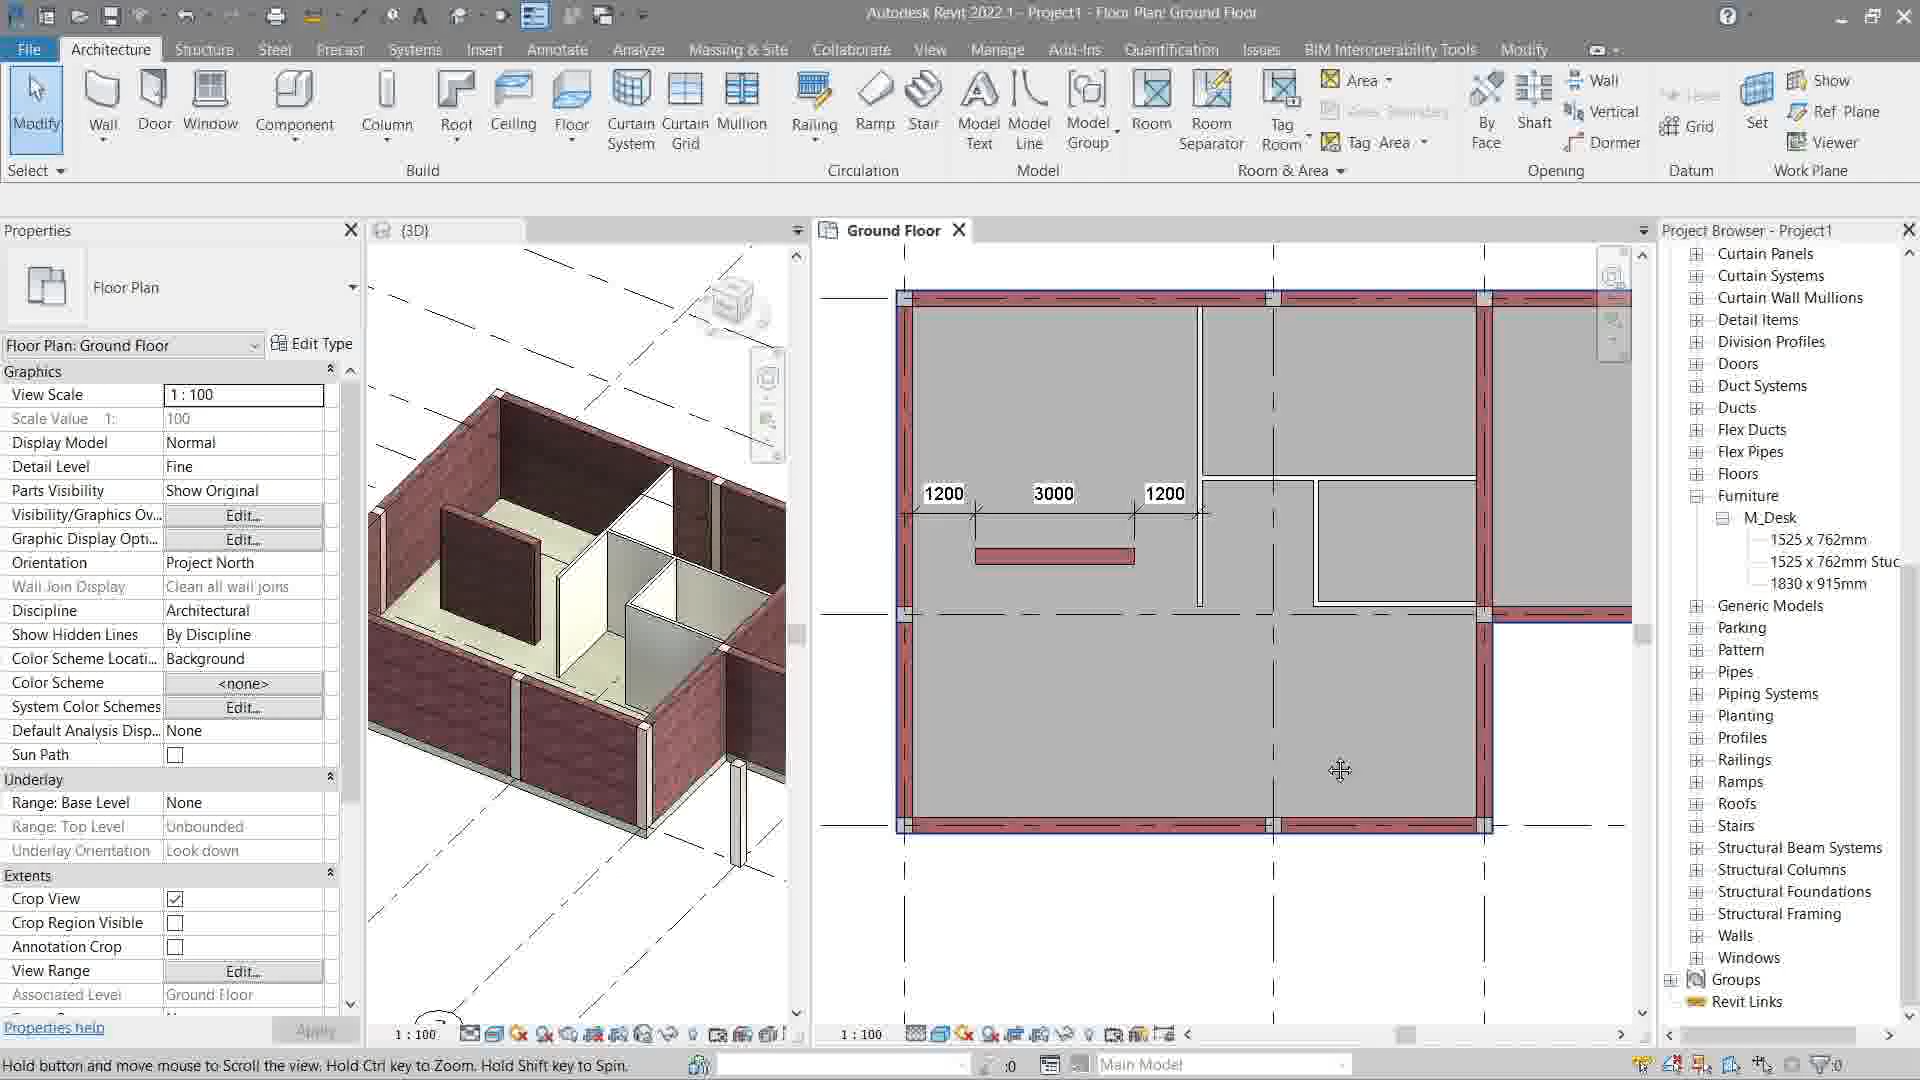 Autodesk Revit 2022.1 - Project1 - Floor Plan: Ground Floor
File Architecture Structure Steel Precast Systems Insert Annotate Analyze Massing & Site Collaborate View Manage Add-Ins Quantification Issues BIM Interoperability Tools Modify
Modify Wall Door Window Component Column Root Ceiling Floor Curtain System Curtain Grid Mullion Railing Ramp Stair Model Text Model Line Model Group Room Room Separator Tag Room Area Area Boundary Tag Area By Face Shaft Wall Vertical Dormer Level Grid Set Show Ref Plane Viewer
Select Build Circulation Model Room & Area Opening Datum Work Plane
Properties
Floor Plan
Floor Plan: Ground Floor Edit Type
Graphics
View Scale 1 : 100
Scale Value 1: 100
Display Model Normal
Detail Level Fine
Parts Visibility Show Original
Visibility/Graphics Ov... Edit...
Graphic Display Opti... Edit...
Orientation Project North
Wall Join Display Clean all wall joins
Discipline Architectural
Show Hidden Lines By Discipline
Color Scheme Locati... Background
Color Scheme <none>
System Color Schemes Edit...
Default Analysis Disp... None
Sun Path
Underlay
Range: Base Level None
Range: Top Level Unbounded
Underlay Orientation Look down
Extents
Crop View
Crop Region Visible
Annotation Crop
View Range Edit...
Associated Level Ground Floor
Properties help Apply
{3D}
1 : 100
Ground Floor
1200 3000 1200
1 : 100
Project Browser - Project1
Curtain Panels
Curtain Systems
Curtain Wall Mullions
Detail Items
Division Profiles
Doors
Duct Systems
Ducts
Flex Ducts
Flex Pipes
Floors
Furniture
M_Desk
1525 x 762mm
1525 x 762mm Stuc
1830 x 915mm
Generic Models
Parking
Pattern
Pipes
Piping Systems
Planting
Profiles
Railings
Ramps
Roofs
Stairs
Structural Beam Systems
Structural Columns
Structural Foundations
Structural Framing
Walls
Windows
Groups
Revit Links
Hold button and move mouse to Scroll the view. Hold Ctrl key to Zoom. Hold Shift key to Spin. :0 Main Model :0